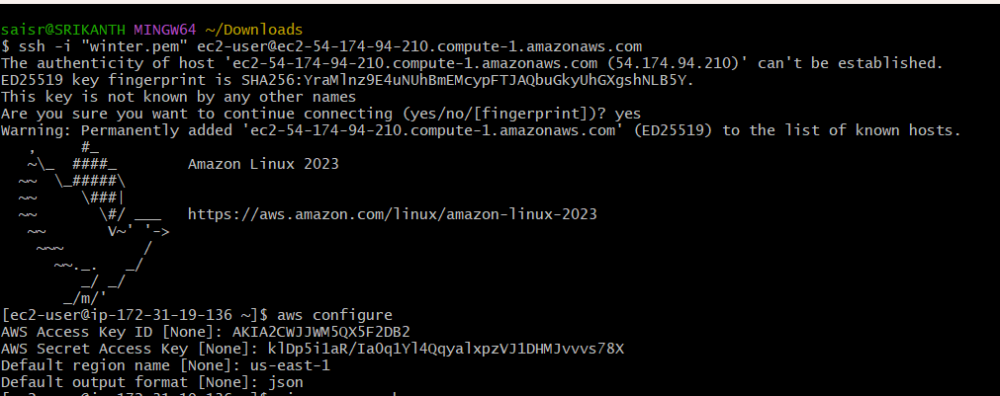 saisr@SRIKANTH MINGW64 ~/Downloads
$ ssh -i "winter.pem" ec2-user@ec2-54-174-94-210.compute-1.amazonaws.com
The authenticity of host 'ec2-54-174-94-210.compute-1.amazonaws.com (54.174.94.210)' can't be established.
ED25519 key fingerprint is SHA256:YraMlnz9E4uNUhBmEMcypFTJAQbuGkyUhGXgshNLB5Y.
This key is not known by any other names
Are you sure you want to continue connecting (yes/no/[fingerprint])? yes
Warning: Permanently added 'ec2-54-174-94-210.compute-1.amazonaws.com' (ED25519) to the list of known hosts.
   ,     #_
   ~\_  ####_        Amazon Linux 2023
  ~~  \_#####\
  ~~     \###|
  ~~       \#/ ___   https://aws.amazon.com/linux/amazon-linux-2023
   ~~       V~' '->
    ~~~         /
      ~~._.   _/
         _/ _/
       _/m/'
[ec2-user@ip-172-31-19-136 ~]$ aws configure
AWS Access Key ID [None]: AKIA2CWJJWM5QX5F2DB2
AWS Secret Access Key [None]: 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
Default region name [None]: us-east-1
Default output format [None]: json